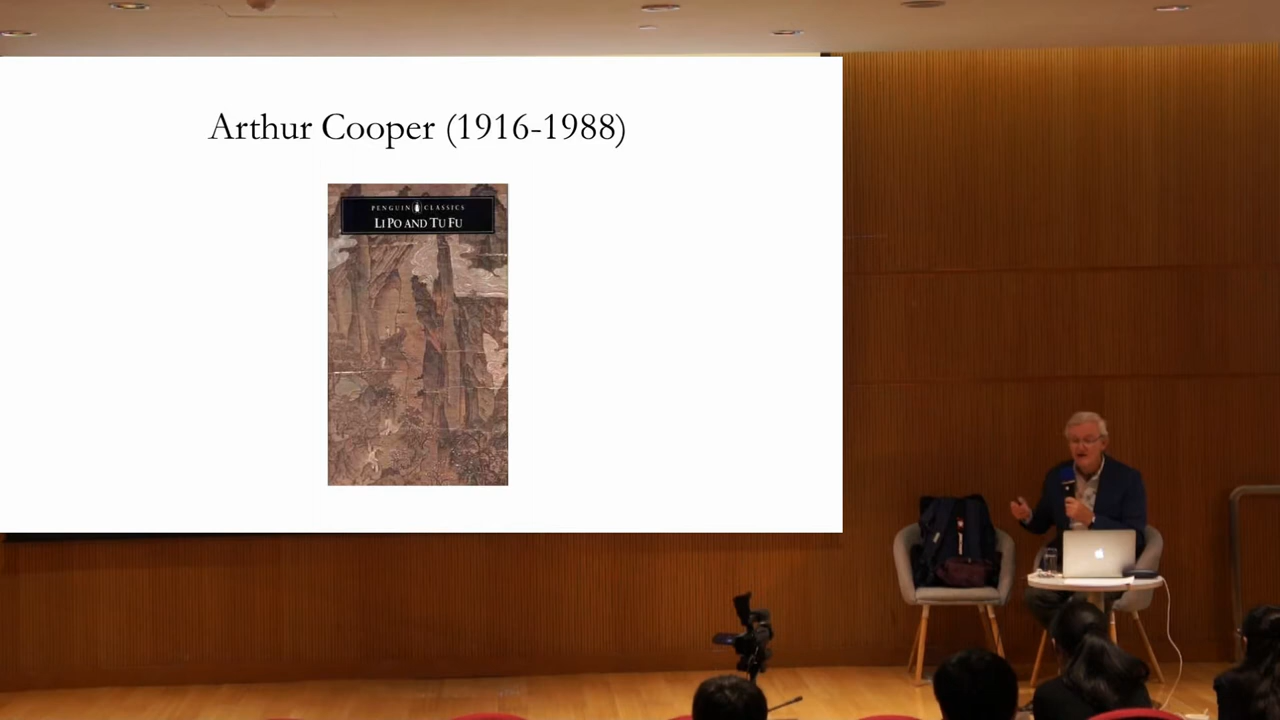 Arthur Cooper (1916-1988)
PENGUIN CLASSICS
LI PO AND TU FU